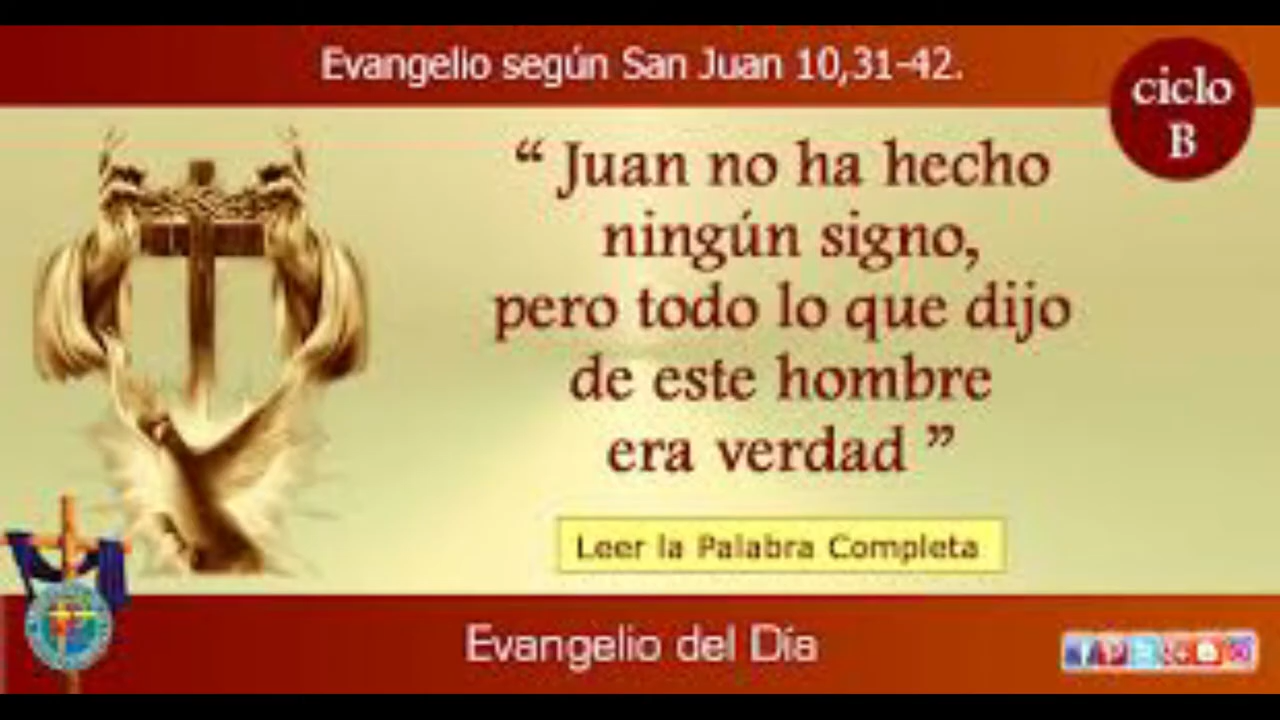 Evangelio según San Juan 10,31-42.
ciclo
B
“ Juan no ha hecho
ningún signo,
pero todo lo que dijo
de este hombre
era verdad ”
Leer la Palabra Completa
Evangelio del Día